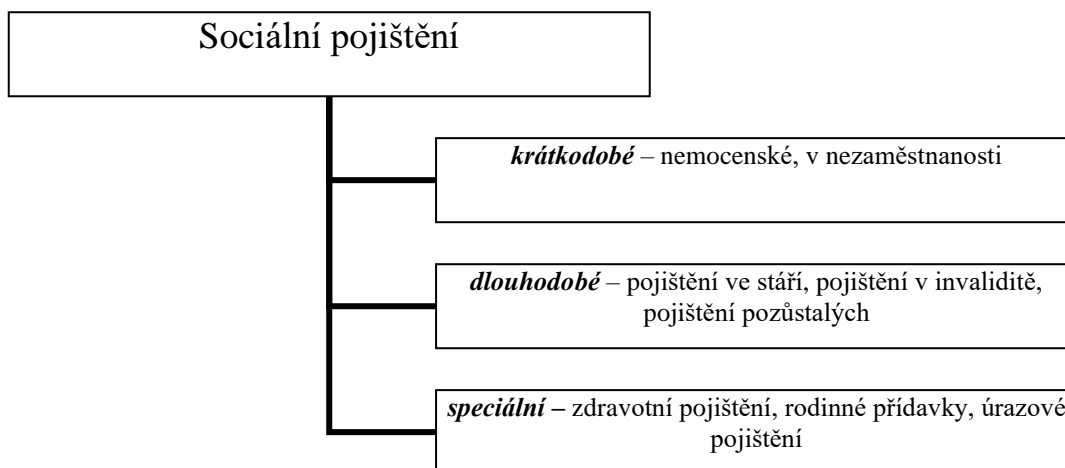 Sociální pojištění
krátkodobé – nemocenské, v nezaměstnanosti
dlouhodobé – pojištění ve stáří, pojištění v invaliditě,
pojištění pozůstalých
speciální – zdravotní pojištění, rodinné přídavky, úrazové
pojištění